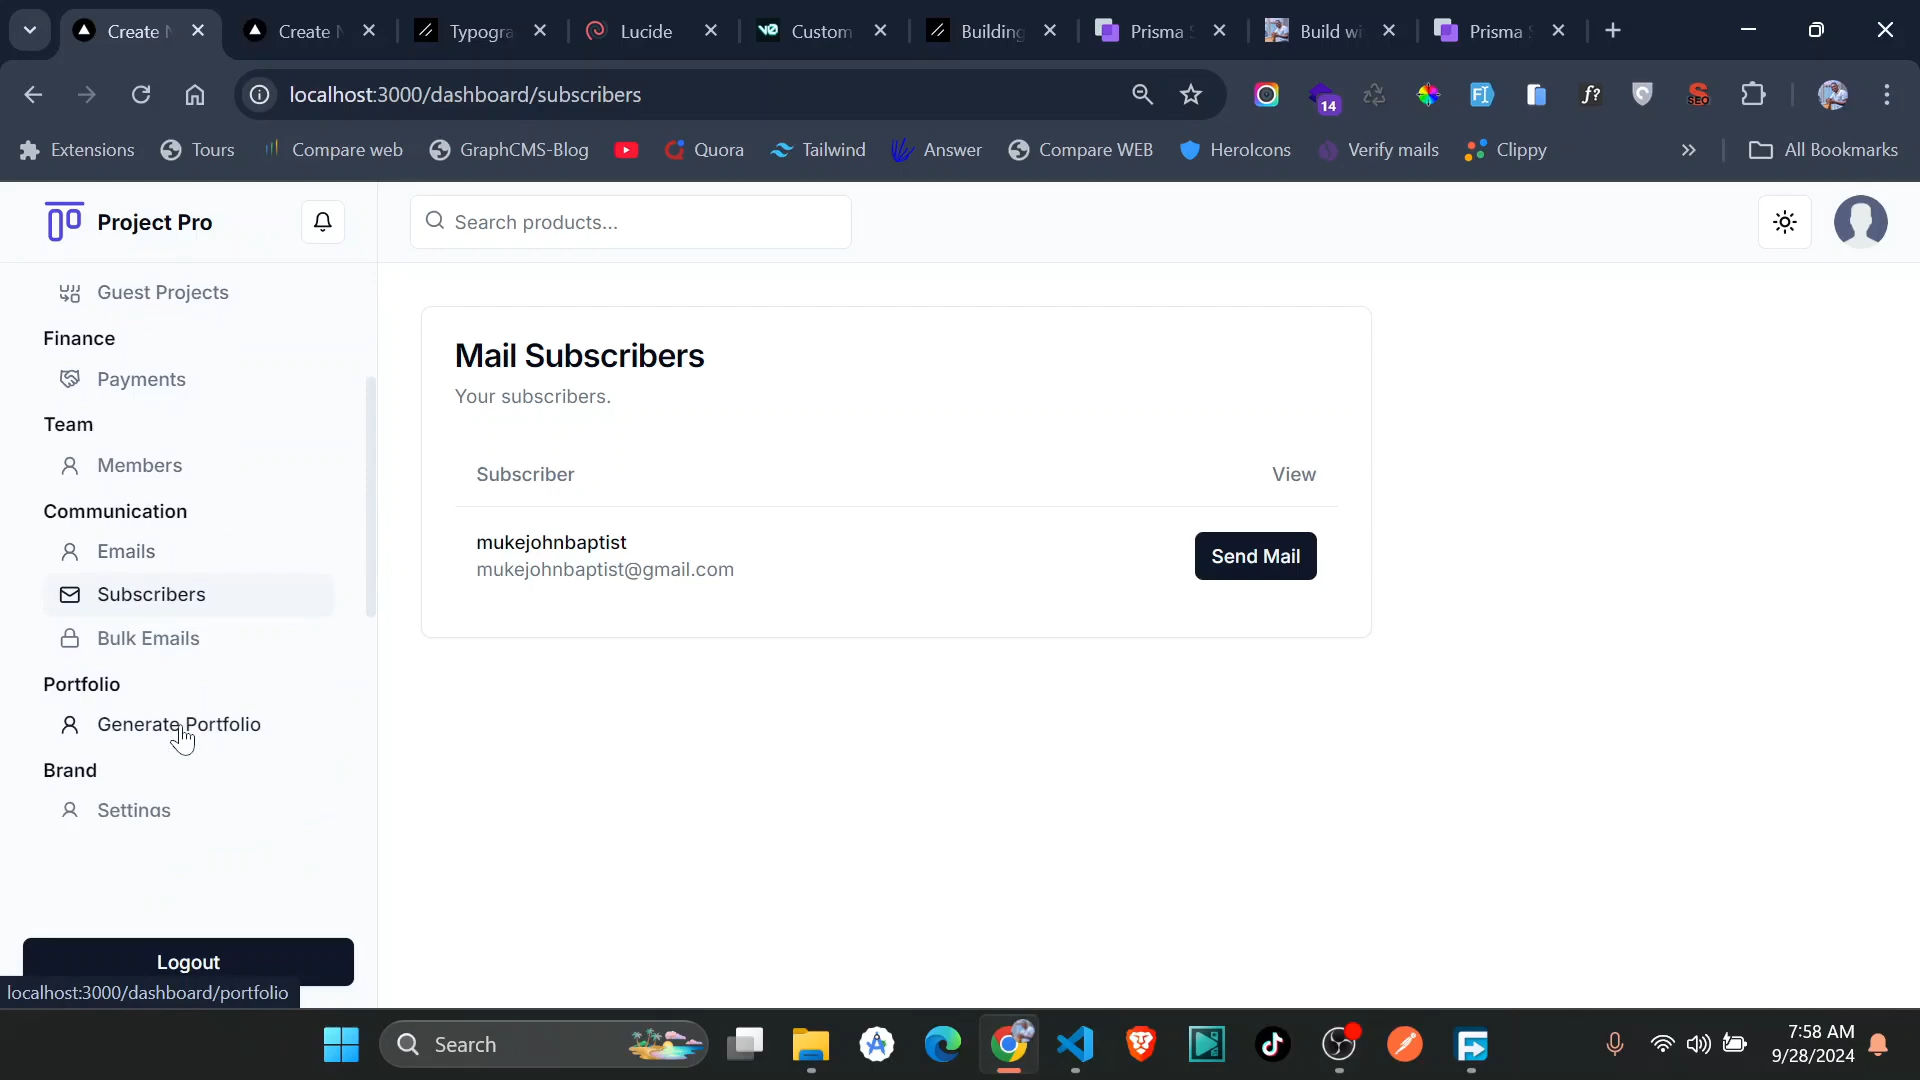 Create N
Create N
Typogra
Lucide
Custom
Building
Prisma S
Build wi
Prisma S
localhost:3000/dashboard/subscribers
14
f?
SEO
Extensions
Tours
Compare web
GraphCMS-Blog
Quora
Tailwind
Answer
Compare WEB
HeroIcons
Verify mails
Clippy
All Bookmarks
Project Pro
Search products...
Guest Projects
Finance
Payments
Team
Members
Communication
Emails
Subscribers
Bulk Emails
Portfolio
Generate Portfolio
Brand
Settings
Logout
localhost:3000/dashboard/portfolio
Mail Subscribers
Your subscribers.
Subscriber
View
mukejohnbaptist
mukejohnbaptist@gmail.com
Send Mail
Search
7:58 AM
9/28/2024